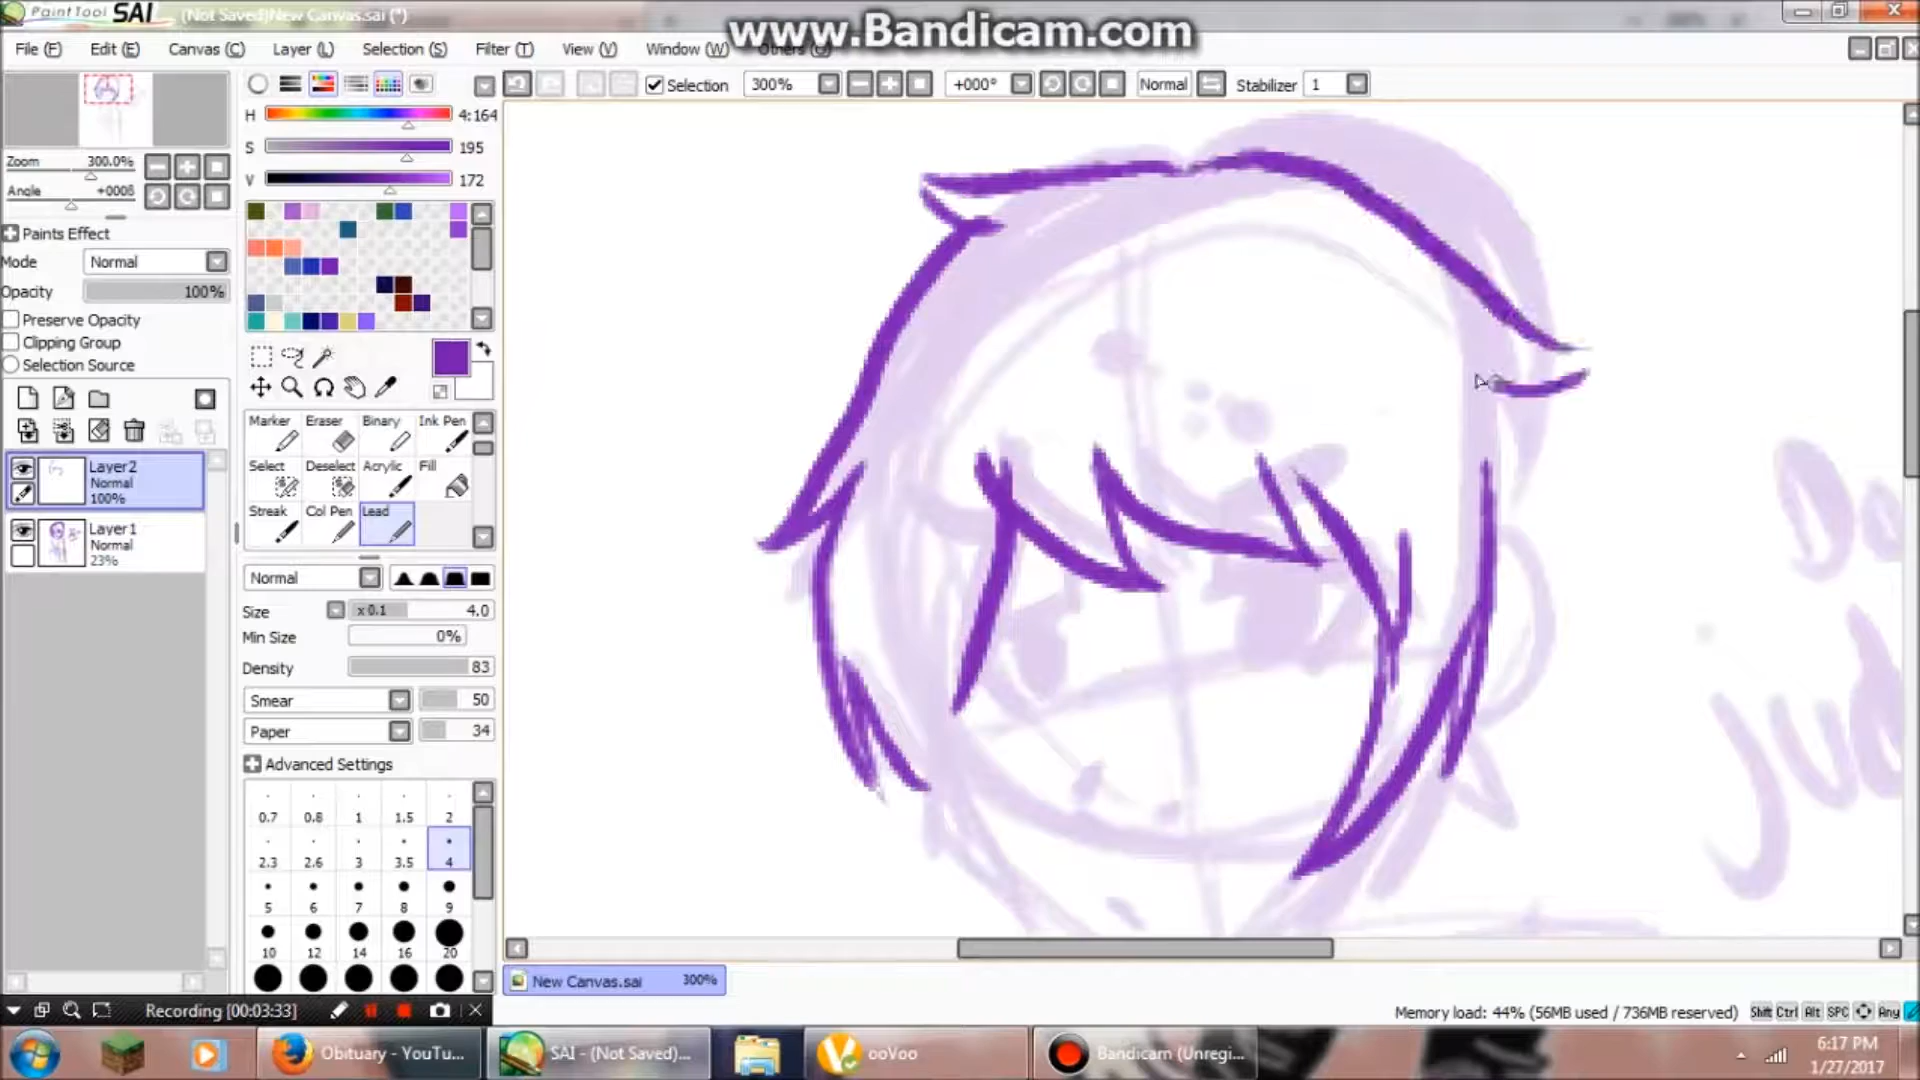 PaintTool SAI (Not Saved)New Canvas.sai (*)
www.Bandicam.com
File (F) Edit (E) Canvas (C) Layer (L) Selection (S) Filter (T) View (V) Window (W) Others (O)
Selection 300% +000° Normal Stabilizer 1
H 4:164
S 195
V 172
Zoom 300.0%
Angle +000
Paints Effect
Mode Normal
Opacity 100%
Preserve Opacity
Clipping Group
Selection Source
Layer2
Normal
100%
Layer1
Normal
23%
Marker Eraser Binary Ink Pen
Select Deselect Acrylic Fill
Streak Col Pen Lead
Normal
Size x 0.1 4.0
Min Size 0%
Density 83
Smear 50
Paper 34
Advanced Settings
0.7 0.8 1 1.5 2
2.3 2.6 3 3.5 4
5 6 7 8 9
10 12 14 16 20
Do
jud
New Canvas.sai 300%
Recording [00:03:33]
Memory load: 44% (56MB used / 736MB reserved) Shift Ctrl Alt SPC Any
Obituary - YouTu... SAI - (Not Saved)... ooVoo Bandicam (Unregi...
6:17 PM
1/27/2017